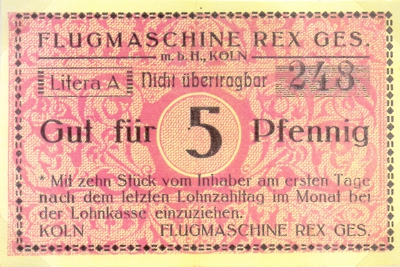 FLUGMASCHINE REX GES.
m. b. H., KÖLN
Litera A Nicht übertragbar 248
Gut für 5 Pfennig
* Mit zehn Stück vom Inhaber am ersten Tage
nach dem letzten Lohnzahltag im Monat bei
der Lohnkasse einzuziehen.
KÖLN FLUGMASCHINE REX GES.